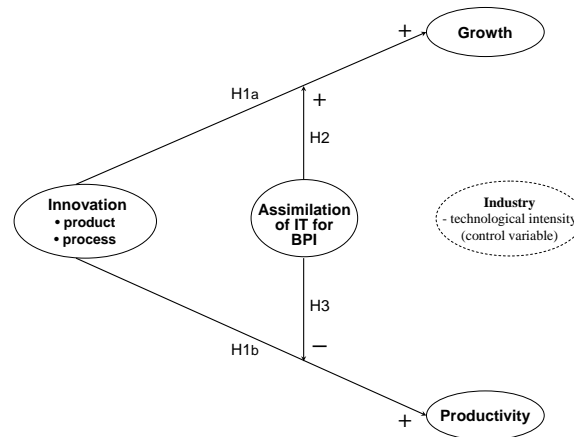 +
Growth
H1a
+
H2
Innovation
• product
• process
Assimilation
of IT for
BPI
Industry
- technological intensity
(control variable)
H3
H1b
−
+
Productivity